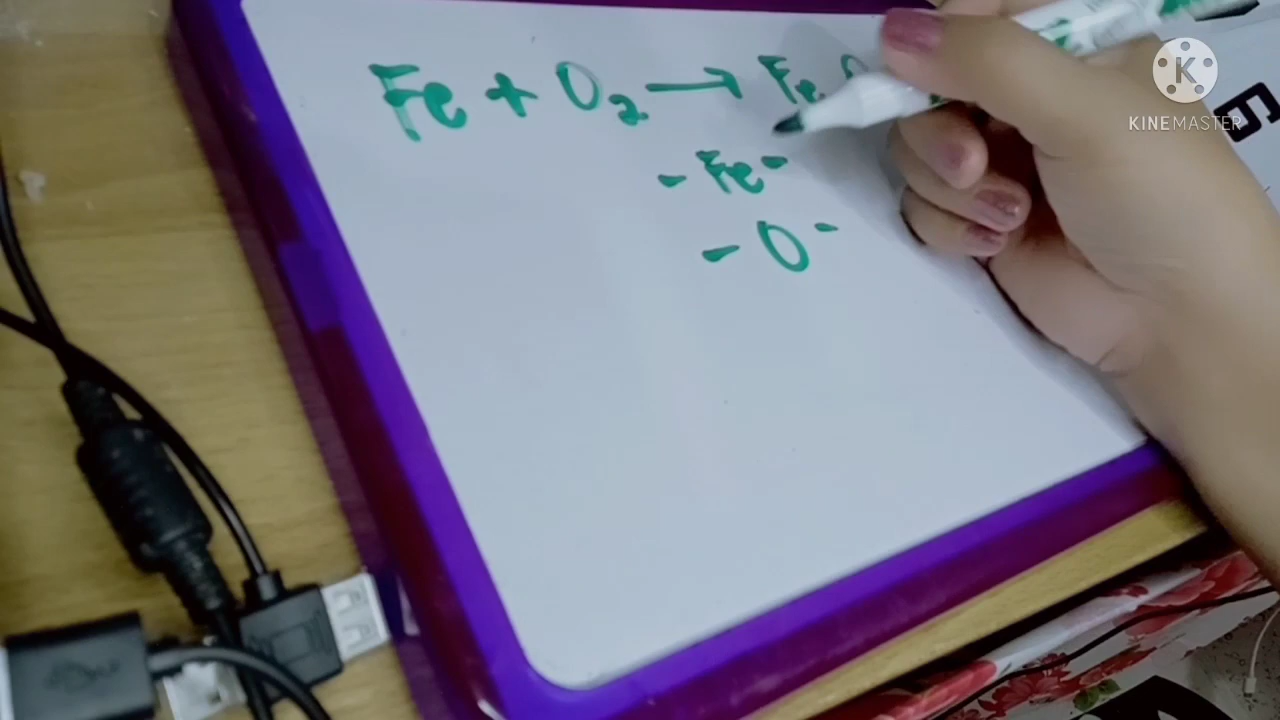 Fe + O₂ → Fe O
- Fe -
- O -
K
KINEMASTER
G